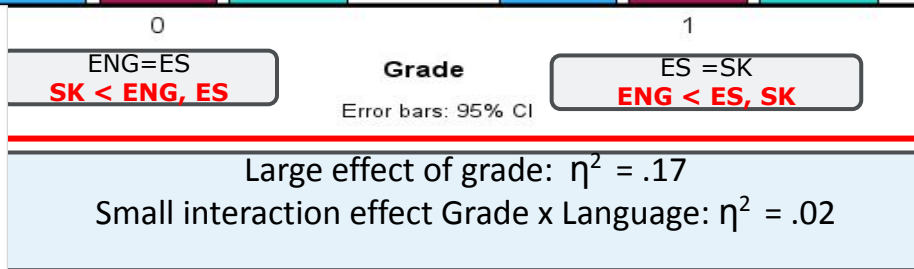 0 1
ENG=ES
SK < ENG, ES
Grade
Error bars: 95% CI
ES =SK
ENG < ES, SK
Large effect of grade: η² = .17
Small interaction effect Grade x Language: η² = .02